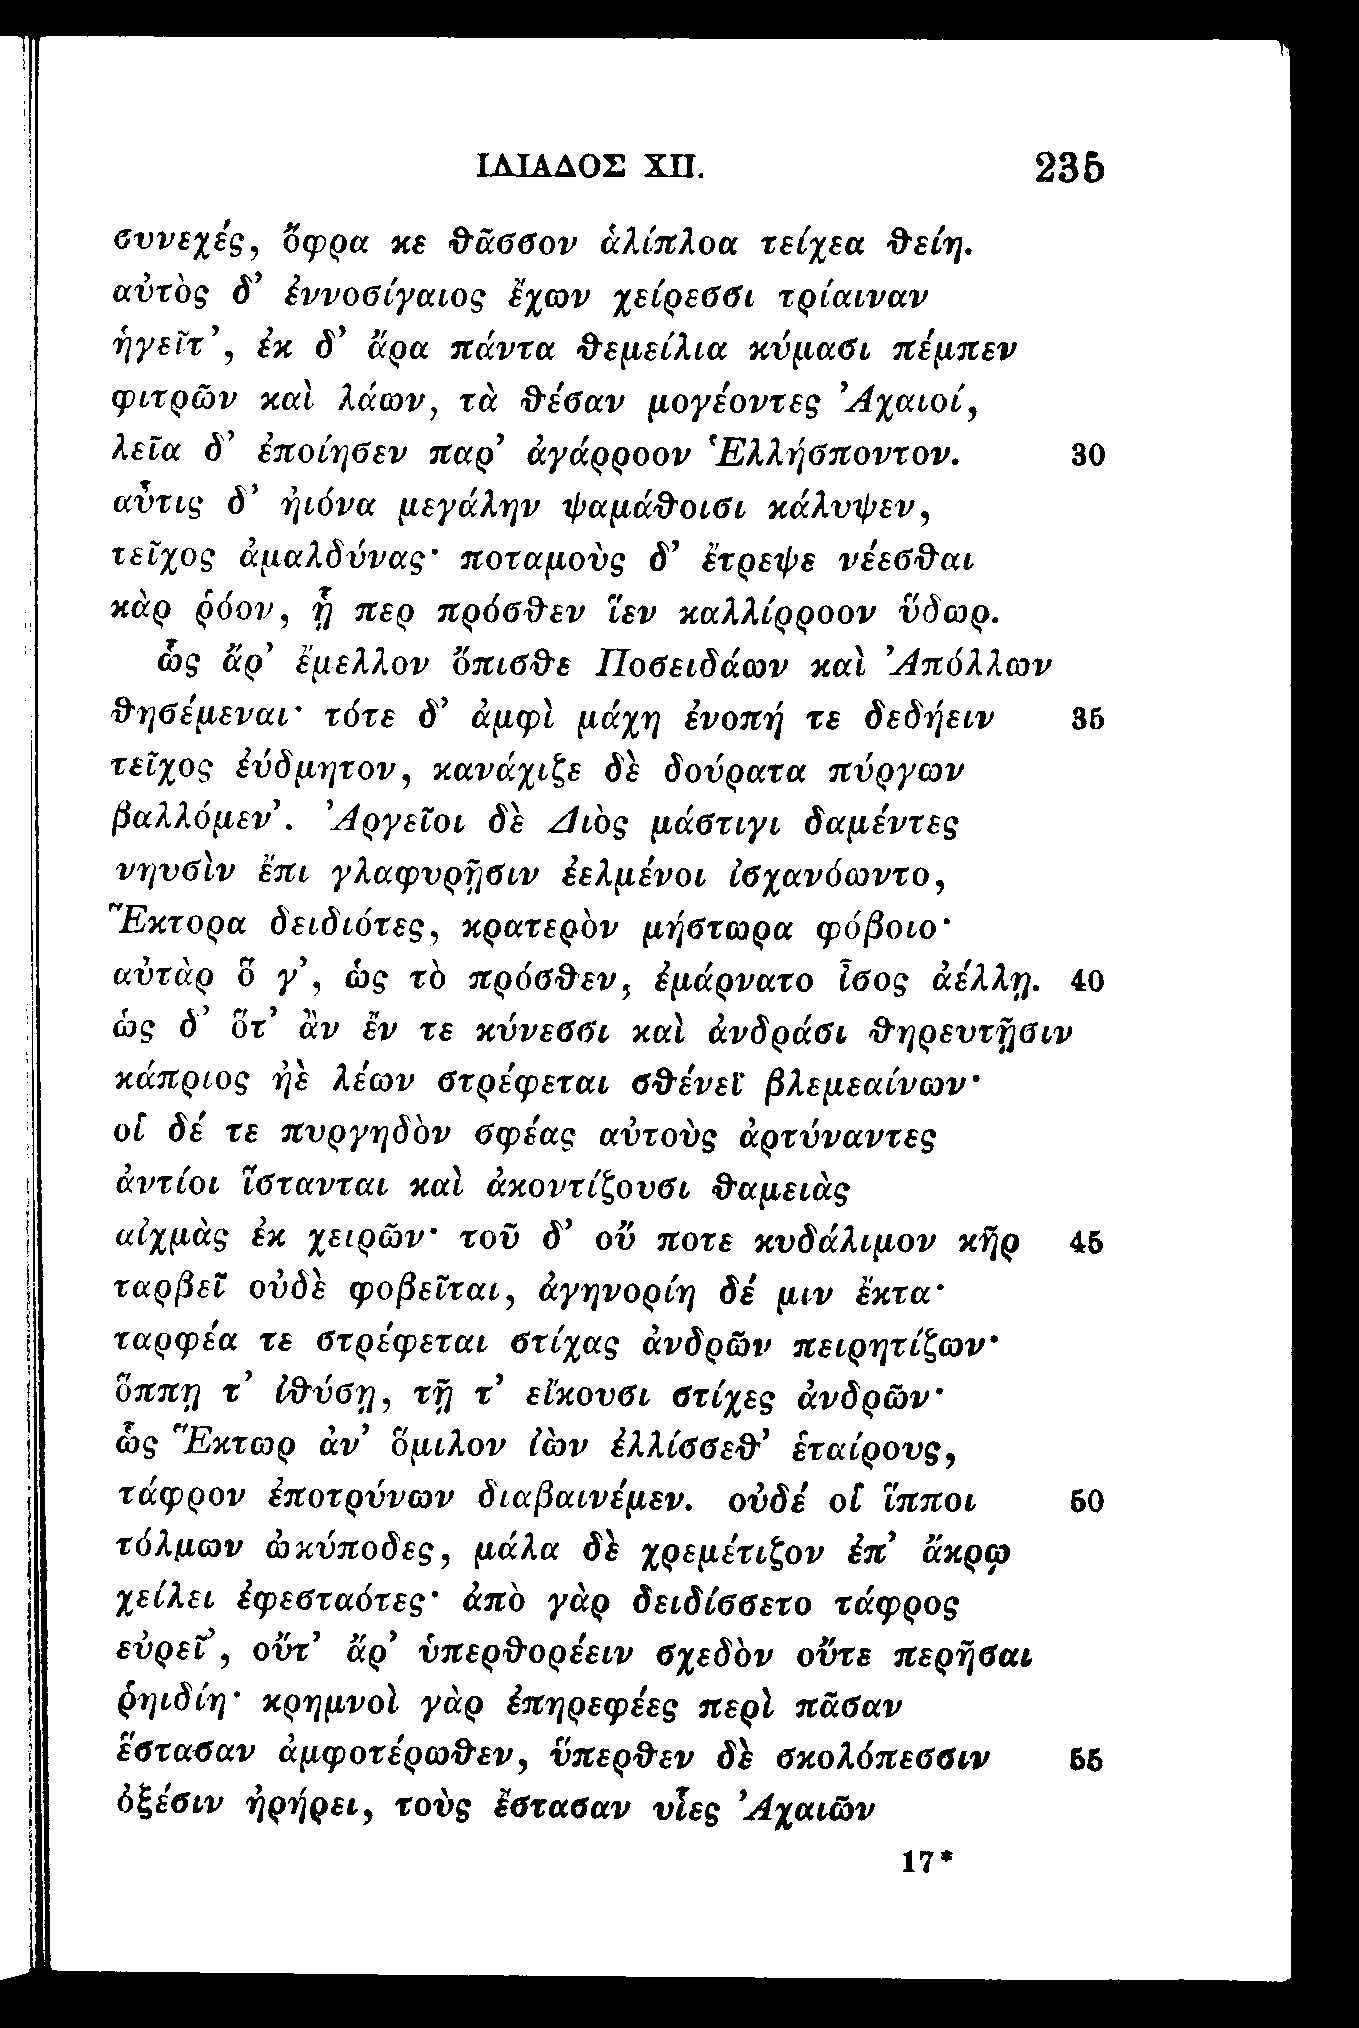 ΙΛΙΑΔΟΣ XII. 235
συνεχές, ὄφρα κε θᾶσσον ἁλίπλοα τείχεα θείη.
αὐτὸς δ᾽ ἐννοσίγαιος ἔχων χείρεσσι τρίαιναν
ἡγεῖτ᾽, ἐκ δ᾽ ἄρα πάντα θεμείλια κύμασι πέμπεν
φιτρῶν καὶ λάων, τὰ θέσαν μογέοντες Ἀχαιοί,
λεῖα δ᾽ ἐποίησεν παρ᾽ ἀγάρροον Ἑλλήσποντον. 30
αὖτις δ᾽ ἠιόνα μεγάλην ψαμάθοισι κάλυψεν,
τεῖχος ἀμαλδύνας· ποταμοὺς δ᾽ ἔτρεψε νέεσθαι
κὰρ ῥόον, ᾗ περ πρόσθεν ἵεν καλλίρροον ὕδωρ.
ὣς ἄρ᾽ ἔμελλον ὄπισθε Ποσειδάων καὶ Ἀπόλλων
θησέμεναι· τότε δ᾽ ἀμφὶ μάχη ἐνοπή τε δεδήειν 35
τεῖχος ἐύδμητον, κανάχιζε δὲ δούρατα πύργων
βαλλόμεν᾽. Ἀργεῖοι δὲ Διὸς μάστιγι δαμέντες
νηυσὶν ἔπι γλαφυρῇσιν ἐελμένοι ἰσχανόωντο,
Ἕκτορα δειδιότες, κρατερὸν μήστωρα φόβοιο·
αὐτὰρ ὅ γ᾽, ὡς τὸ πρόσθεν, ἐμάρνατο ἶσος ἀέλλῃ. 40
ὡς δ᾽ ὅτ᾽ ἂν ἔν τε κύνεσσι καὶ ἀνδράσι θηρευτῇσιν
κάπριος ἠὲ λέων στρέφεται σθένεϊ βλεμεαίνων·
οἳ δέ τε πυργηδὸν σφέας αὐτοὺς ἀρτύναντες
ἀντίοι ἵστανται καὶ ἀκοντίζουσι θαμειὰς
αἰχμὰς ἐκ χειρῶν· τοῦ δ᾽ οὔ ποτε κυδάλιμον κῆρ 45
ταρβεῖ οὐδὲ φοβεῖται, ἀγηνορίη δέ μιν ἔκτα·
ταρφέα τε στρέφεται στίχας ἀνδρῶν πειρητίζων·
ὅππῃ τ᾽ ἰθύσῃ, τῇ τ᾽ εἴκουσι στίχες ἀνδρῶν·
ὣς Ἕκτωρ ἀν᾽ ὅμιλον ἰὼν ἐλλίσσεθ᾽ ἑταίρους,
τάφρον ἐποτρύνων διαβαινέμεν. οὐδέ οἱ ἵπποι 50
τόλμων ὠκύποδες, μάλα δὲ χρεμέτιζον ἐπ᾽ ἄκρῳ
χείλει ἐφεσταότες· ἀπὸ γὰρ δειδίσσετο τάφρος
εὐρεῖ᾽, οὔτ᾽ ἄρ᾽ ὑπερθορέειν σχεδὸν οὔτε περῆσαι
ῥηιδίη· κρημνοὶ γὰρ ἐπηρεφέες περὶ πᾶσαν
ἕστασαν ἀμφοτέρωθεν, ὕπερθεν δὲ σκολόπεσσιν 55
ὀξέσιν ἠρήρει, τοὺς ἕστασαν υἷες Ἀχαιῶν
17*